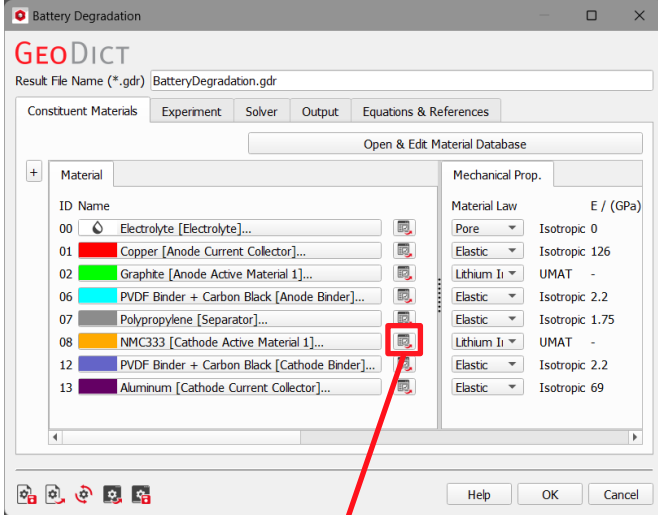 Battery Degradation
GEODICT
Result File Name (*.gdr) BatteryDegradation.gdr
Constituent Materials Experiment Solver Output Equations & References
Open & Edit Material Database
+ Material Mechanical Prop.
ID Name Material Law E / (GPa)
00 Electrolyte [Electrolyte]... Pore Isotropic 0
01 Copper [Anode Current Collector]... Elastic Isotropic 126
02 Graphite [Anode Active Material 1]... Lithium UMAT -
06 PVDF Binder + Carbon Black [Anode Binder]... Elastic Isotropic 2.2
07 Polypropylene [Separator]... Elastic Isotropic 1.75
08 NMC333 [Cathode Active Material 1]... Lithium UMAT -
12 PVDF Binder + Carbon Black [Cathode Binder]... Elastic Isotropic 2.2
13 Aluminum [Cathode Current Collector]... Elastic Isotropic 69
Help OK Cancel